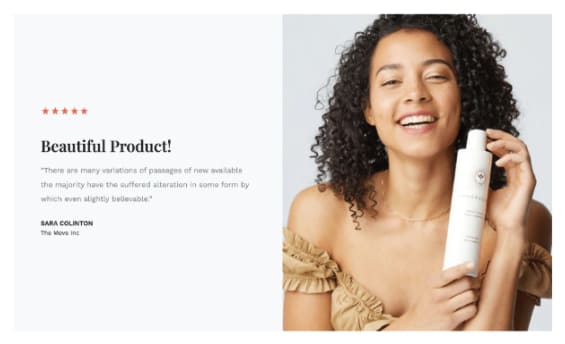 Beautiful Product!
"There are many variations of passages of new available
the majority have the suffered alteration in some form by
which even slightly believable."
SARA COLINTON
The Move Inc